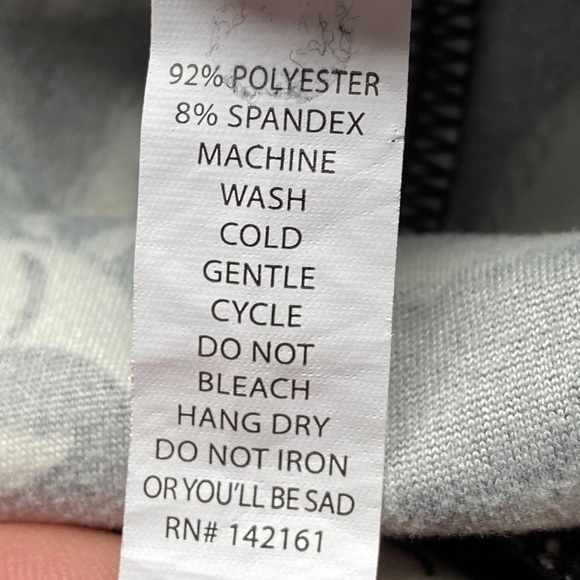 92% POLYESTER
8% SPANDEX
MACHINE
WASH
COLD
GENTLE
CYCLE
DO NOT
BLEACH
HANG DRY
DO NOT IRON
OR YOU'LL BE SAD
RN# 142161